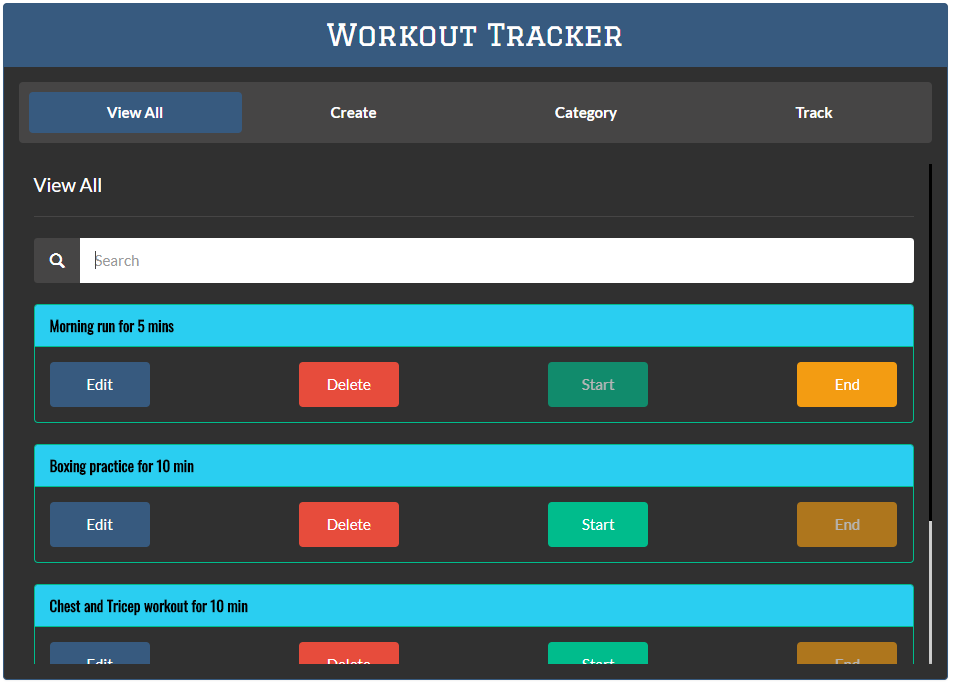 Workout Tracker
View All Create Category Track
View All
Search
Morning run for 5 mins
Edit Delete Start End
Boxing practice for 10 min
Edit Delete Start End
Chest and Tricep workout for 10 min
Edit Delete Start End